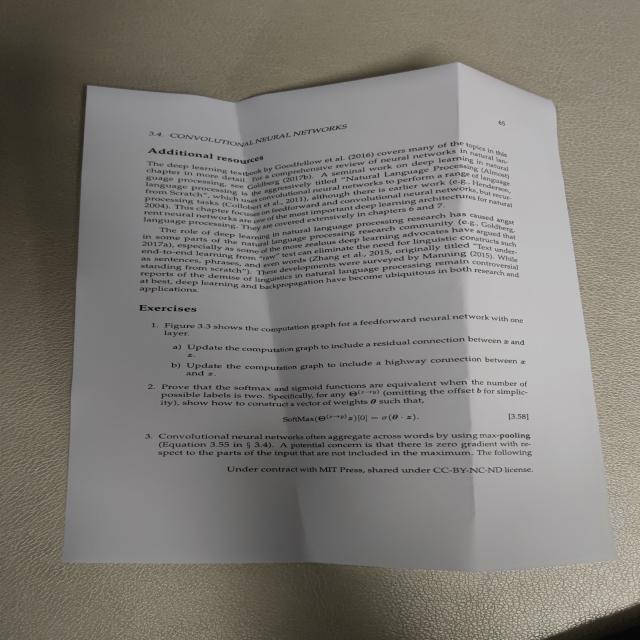 3.4. CONVOLUTIONAL NEURAL NETWORKS
65
Additional resources
The deep learning textbook by Goodfellow et al. (2016) covers many of the topics in this
chapter in more detail. For a comprehensive review of neural networks in natural lan-
guage processing, see Goldberg (2017b). A seminal work on deep learning in natural
language processing is the aggressively titled “Natural Language Processing (Almost)
from Scratch”, which uses convolutional neural networks to perform a range of language
processing tasks (Collobert et al., 2011), although there is earlier work (e.g., Henderson,
2004). This chapter focuses on feedforward and convolutional neural networks, but recur-
rent neural networks are one of the most important deep learning architectures for natural
language processing. They are covered extensively in chapters 6 and 7.
The role of deep learning in natural language processing research has caused angst
in some parts of the natural language processing research community (e.g., Goldberg,
2017a), especially as some of the more zealous deep learning advocates have argued that
end-to-end learning from “raw” text can eliminate the need for linguistic constructs such
as sentences, phrases, and even words (Zhang et al., 2015, originally titled “Text under-
standing from scratch”). These developments were surveyed by Manning (2015). While
reports of the demise of linguistics in natural language processing remain controversial
at best, deep learning and backpropagation have become ubiquitous in both research and
applications.
Exercises
1. Figure 3.3 shows the computation graph for a feedforward neural network with one
layer.
a) Update the computation graph to include a residual connection between x and
z.
b) Update the computation graph to include a highway connection between x
and z.
2. Prove that the softmax and sigmoid functions are equivalent when the number of
possible labels is two. Specifically, for any Θ^(z→y) (omitting the offset b for simplic-
ity), show how to construct a vector of weights θ such that,
SoftMax(Θ^(z→y) z)[0] = σ(θ · z). [3.58]
3. Convolutional neural networks often aggregate across words by using max-pooling
(Equation 3.55 in § 3.4). A potential concern is that there is zero gradient with re-
spect to the parts of the input that are not included in the maximum. The following
Under contract with MIT Press, shared under CC-BY-NC-ND license.